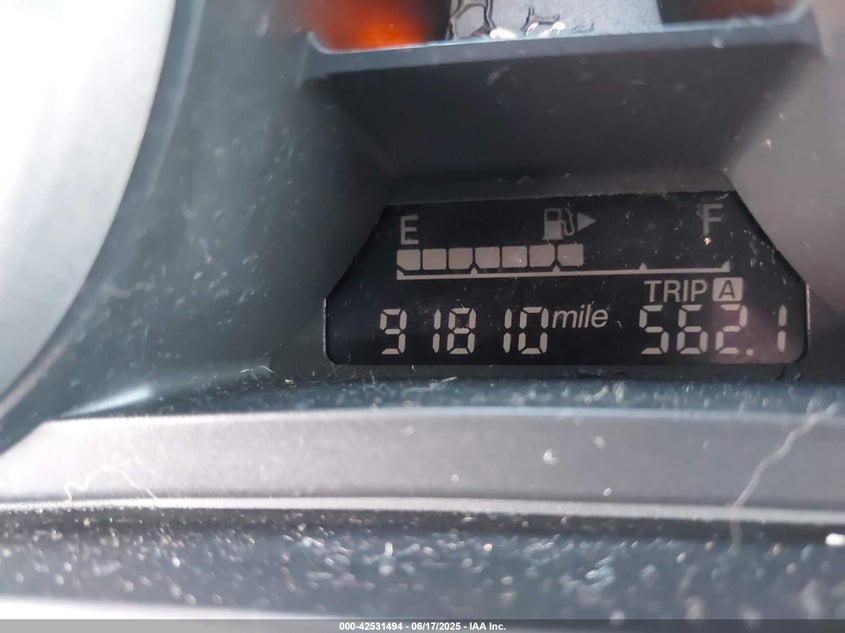 E F
TRIP A
91810 mile 562.1
000-42531494 - 06/17/2025 - IAA Inc.